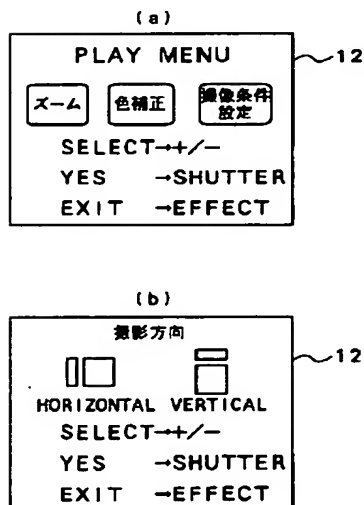 (a)
PLAY MENU
12
ズーム 色補正 撮像条件
設定
SELECT→+/−
YES →SHUTTER
EXIT →EFFECT
(b)
撮影方向
12
HORIZONTAL VERTICAL
SELECT→+/−
YES →SHUTTER
EXIT →EFFECT